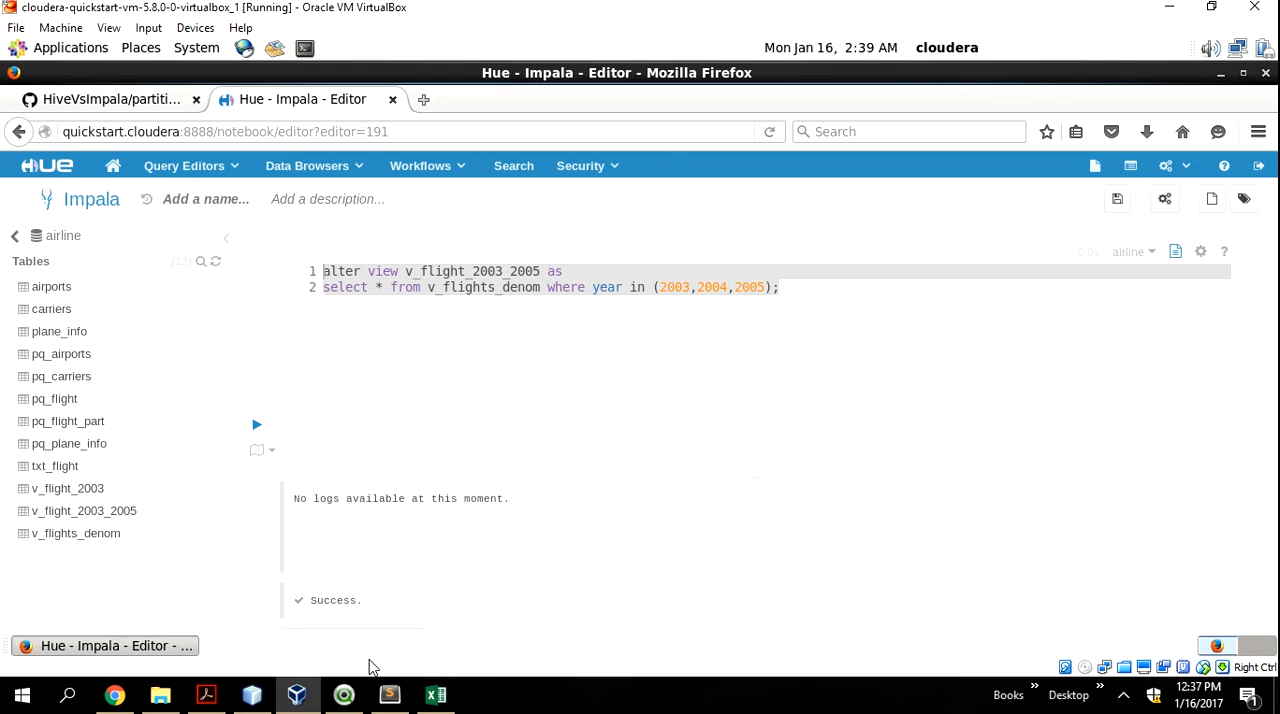 cloudera-quickstart-vm-5.8.0-0-virtualbox_1 [Running] - Oracle VM VirtualBox
File Machine View Input Devices Help
Applications Places System Mon Jan 16, 2:39 AM cloudera
Hue - Impala - Editor - Mozilla Firefox
HiveVsImpala/partiti... Hue - Impala - Editor
quickstart.cloudera:8888/notebook/editor?editor=191 Search
HUE Query Editors Data Browsers Workflows Search Security
Impala Add a name... Add a description...
airline
Tables (12)
0.0s airline
airports
carriers
plane_info
pq_airports
pq_carriers
pq_flight
pq_flight_part
pq_plane_info
txt_flight
v_flight_2003
v_flight_2003_2005
v_flights_denom
1 alter view v_flight_2003_2005 as
2 select * from v_flights_denom where year in (2003,2004,2005);
No logs available at this moment.
Success.
Hue - Impala - Editor - ...
Right Ctrl
Books Desktop 12:37 PM
1/16/2017 1